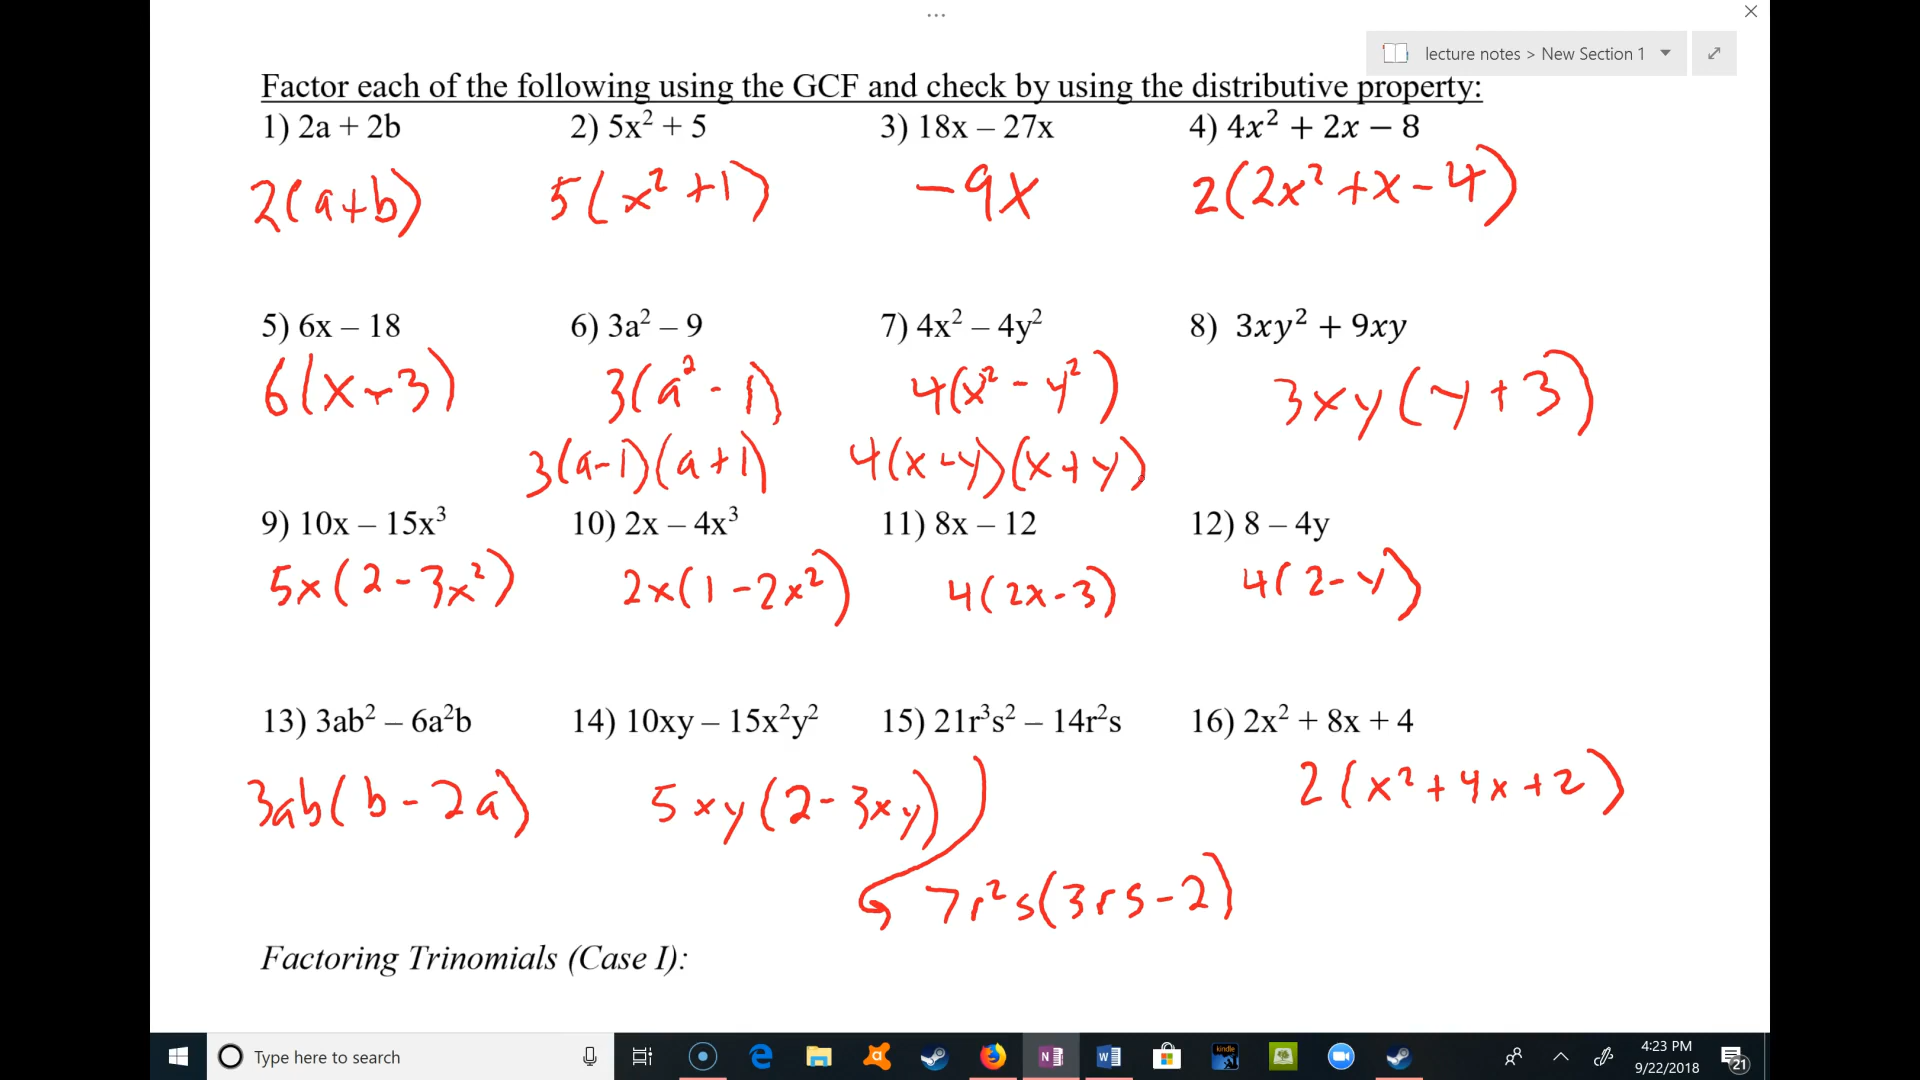 ...
lecture notes > New Section 1
Factor each of the following using the GCF and check by using the distributive property:
1) 2a + 2b 2) 5x² + 5 3) 18x – 27x 4) 4x² + 2x − 8
2(a+b) 5(x²+1) -9x 2(2x²+x-4)
5) 6x – 18 6) 3a² – 9 7) 4x² – 4y² 8) 3xy² + 9xy
6(x-3) 3(a²-1) 4(x²-y²) 3xy(y+3)
3(a-1)(a+1) 4(x-y)(x+y)
9) 10x – 15x³ 10) 2x – 4x³ 11) 8x – 12 12) 8 – 4y
5x(2-3x²) 2x(1-2x²) 4(2x-3) 4(2-y)
13) 3ab² – 6a²b 14) 10xy – 15x²y² 15) 21r³s² – 14r²s 16) 2x² + 8x + 4
3ab(b-2a) 5xy(2-3xy) 2(x²+4x+2)
7r²s(3rs-2)
Factoring Trinomials (Case I):
Type here to search
kindle
4:23 PM
9/22/2018
21